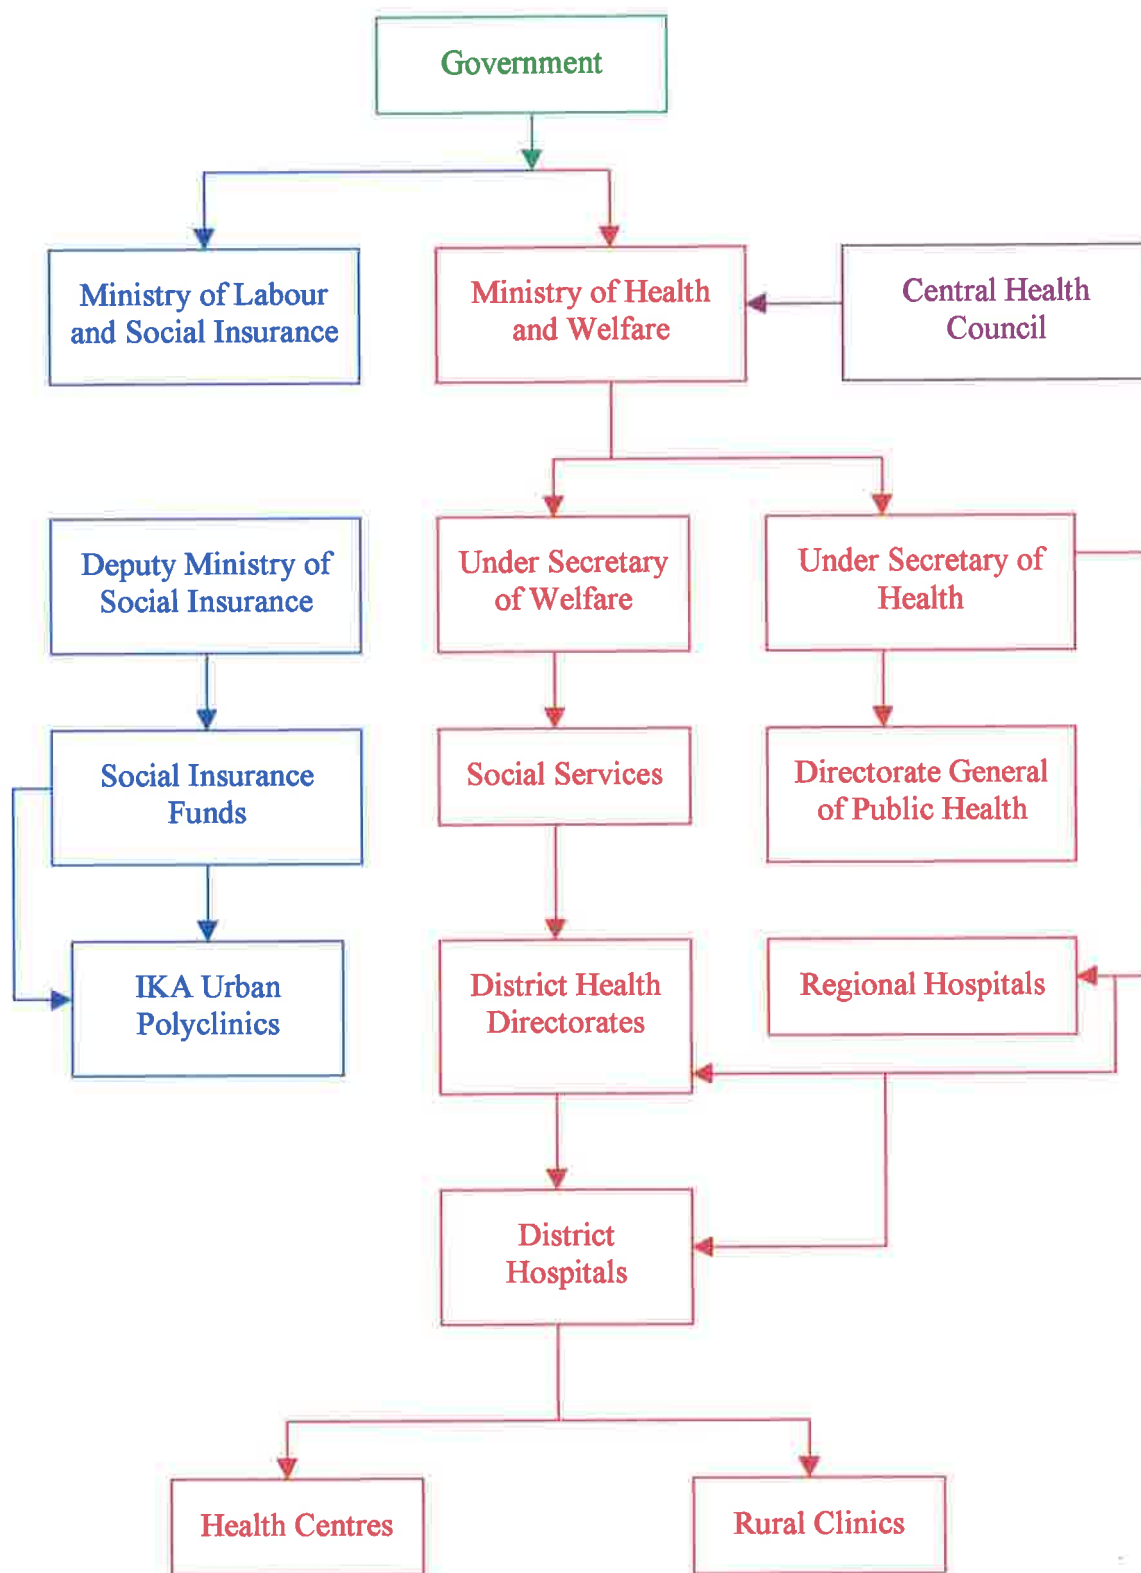 Government
Ministry of Labour
and Social Insurance
Ministry of Health
and Welfare
Central Health
Council
Deputy Ministry of
Social Insurance
Under Secretary
of Welfare
Under Secretary of
Health
Social Insurance
Funds
Social Services
Directorate General
of Public Health
IKA Urban
Polyclinics
District Health
Directorates
Regional Hospitals
District
Hospitals
Health Centres
Rural Clinics